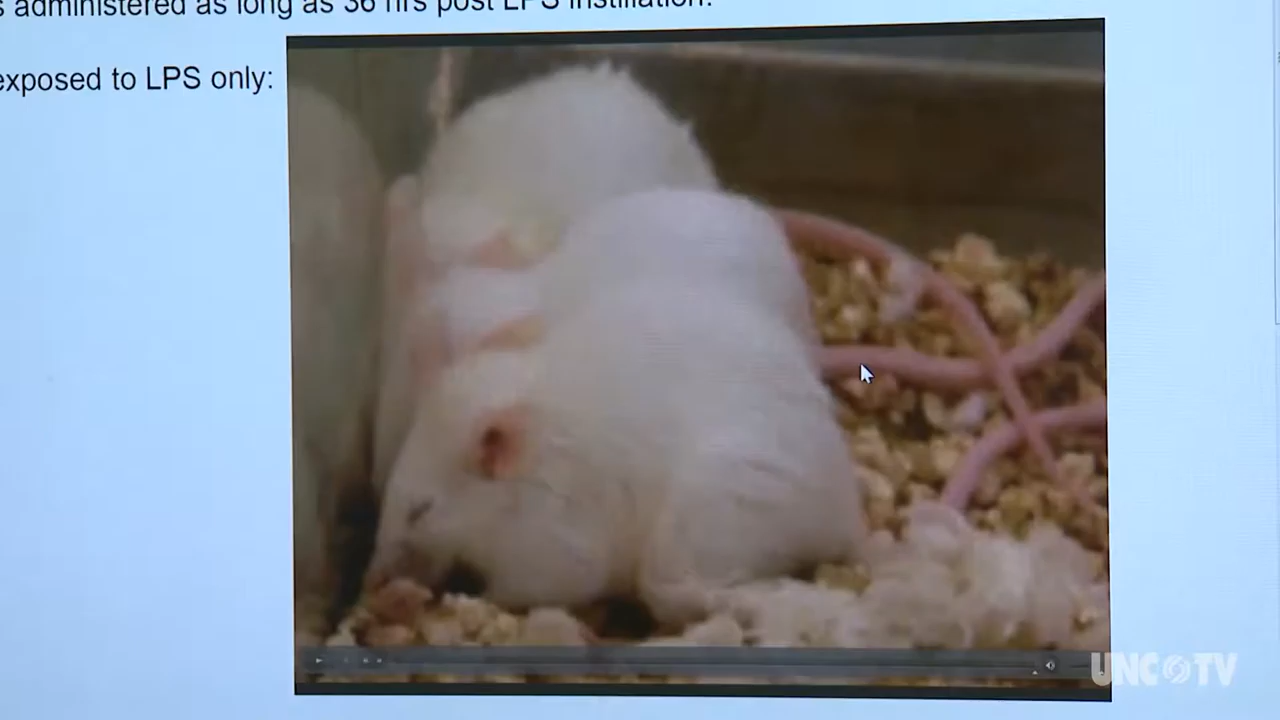 s administered as long as 36 hrs post LPS instillation.
exposed to LPS only:
UNC TV